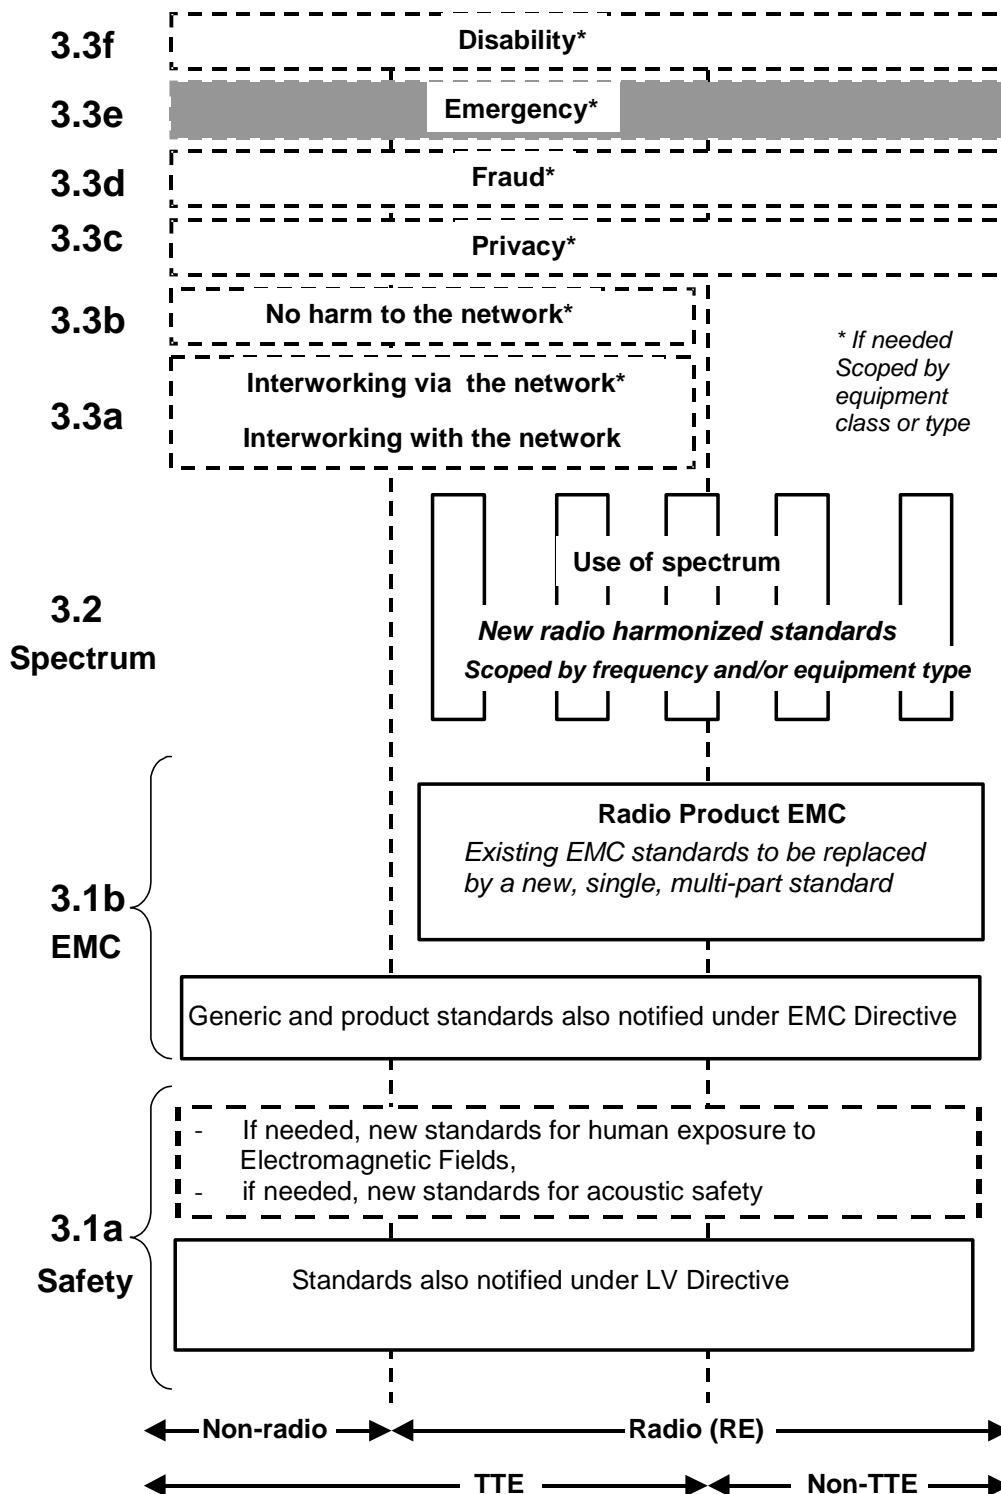 3.3f
Disability*
3.3e
Emergency*
3.3d
Fraud*
3.3c
Privacy*
3.3b
No harm to the network*
* If needed
Scoped by
equipment
class or type
3.3a
Interworking via the network*
Interworking with the network
3.2
Spectrum
Use of spectrum
New radio harmonized standards
Scoped by frequency and/or equipment type
3.1b
EMC
Radio Product EMC
Existing EMC standards to be replaced
by a new, single, multi-part standard
Generic and product standards also notified under EMC Directive
3.1a
Safety
- If needed, new standards for human exposure to
Electromagnetic Fields,
- if needed, new standards for acoustic safety
Standards also notified under LV Directive
Non-radio
Radio (RE)
TTE
Non-TTE